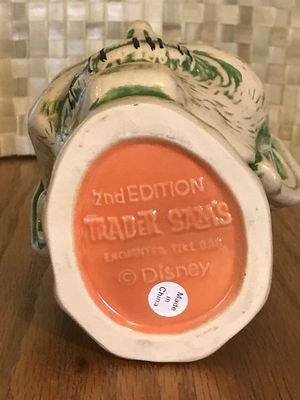 2nd EDITION
TRADER SAM'S
ENCHANTED TIKI BAR
© Disney
Made
in
China